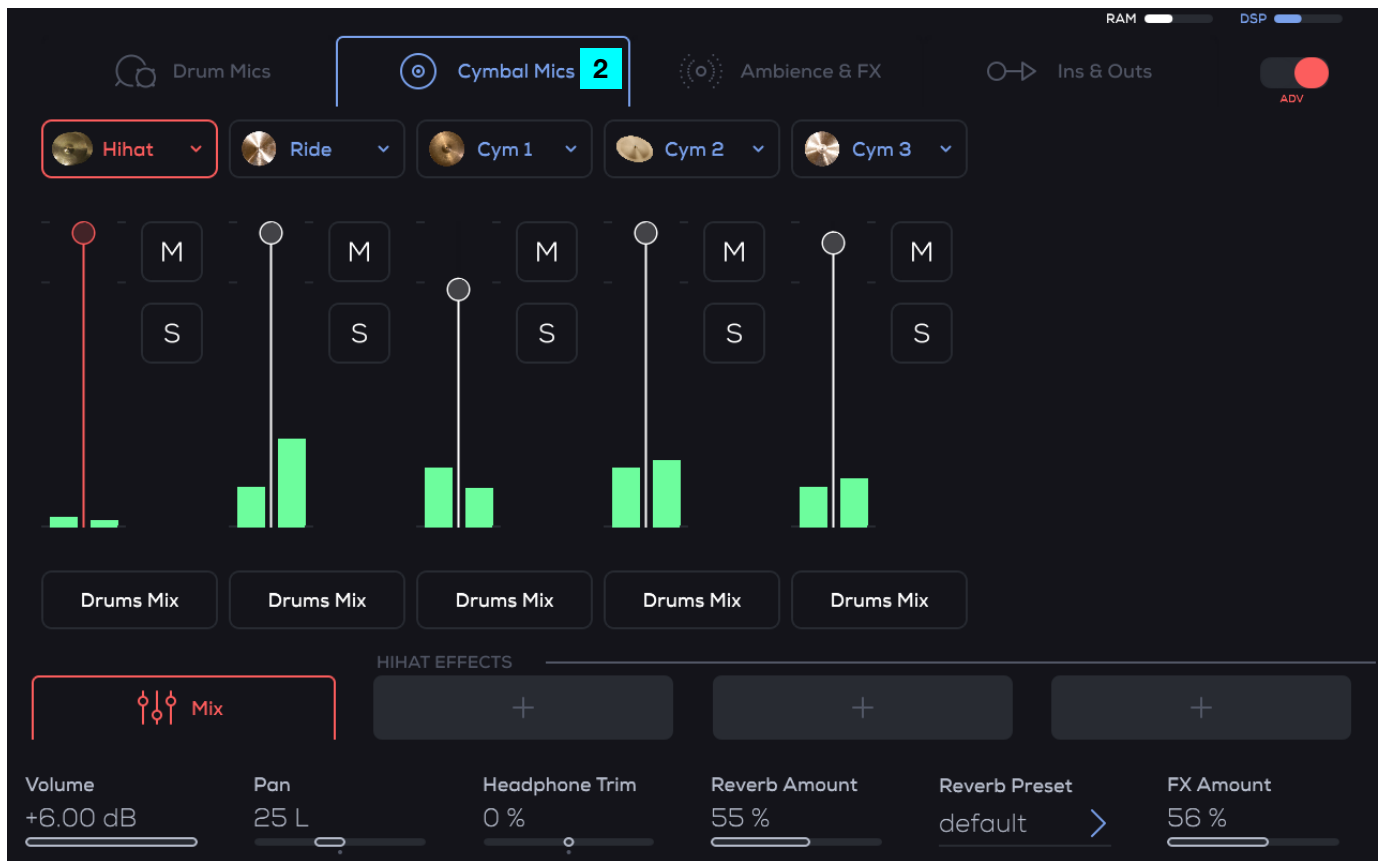 RAM DSP
Drum Mics Cymbal Mics 2 Ambience & FX Ins & Outs
ADV
Hihat Ride Cym 1 Cym 2 Cym 3
M M M M M
S S S S S
Drums Mix Drums Mix Drums Mix Drums Mix Drums Mix
HIHAT EFFECTS
Mix + + +
Volume Pan Headphone Trim Reverb Amount Reverb Preset FX Amount
+6.00 dB 25 L 0 % 55 % default 56 %